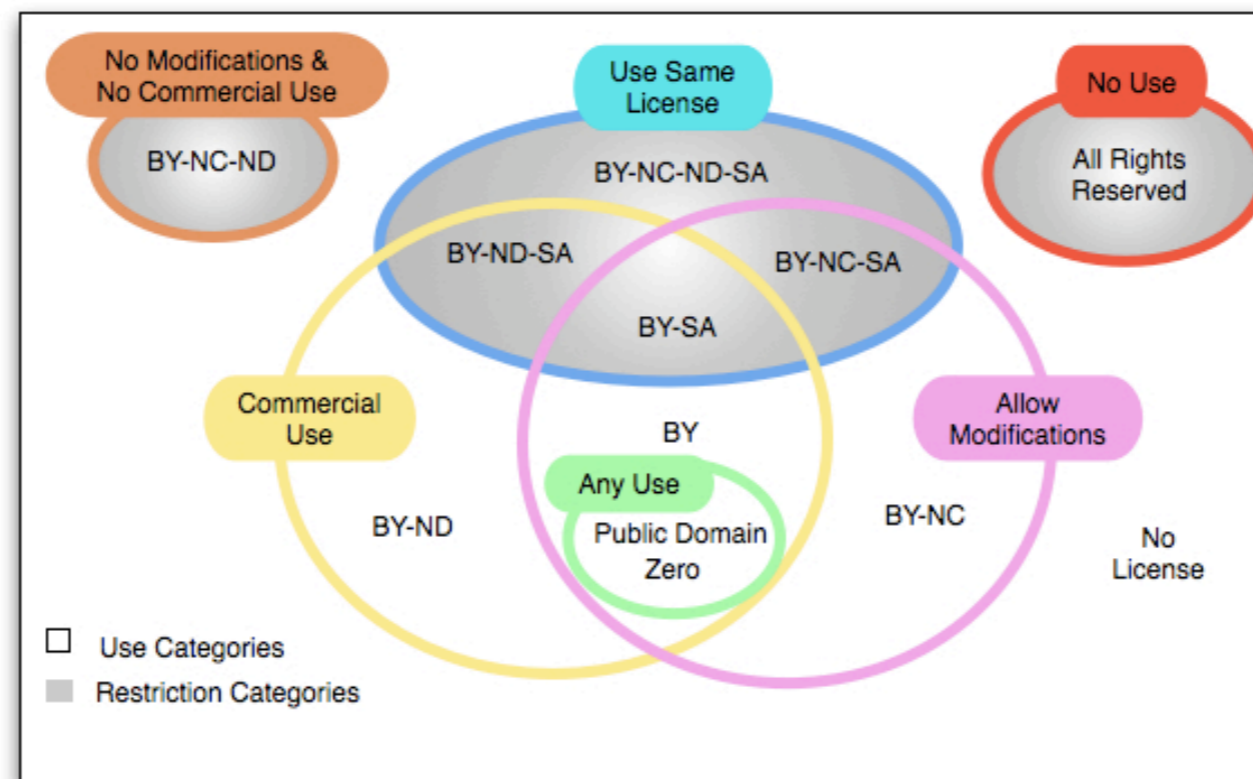 No Modifications &
No Commercial Use
BY-NC-ND
Use Same
License
No Use
All Rights
Reserved
BY-NC-ND-SA
BY-ND-SA
BY-NC-SA
BY-SA
Commercial
Use
Allow
Modifications
BY
Any Use
Public Domain
Zero
BY-ND
BY-NC
No
License
Use Categories
Restriction Categories